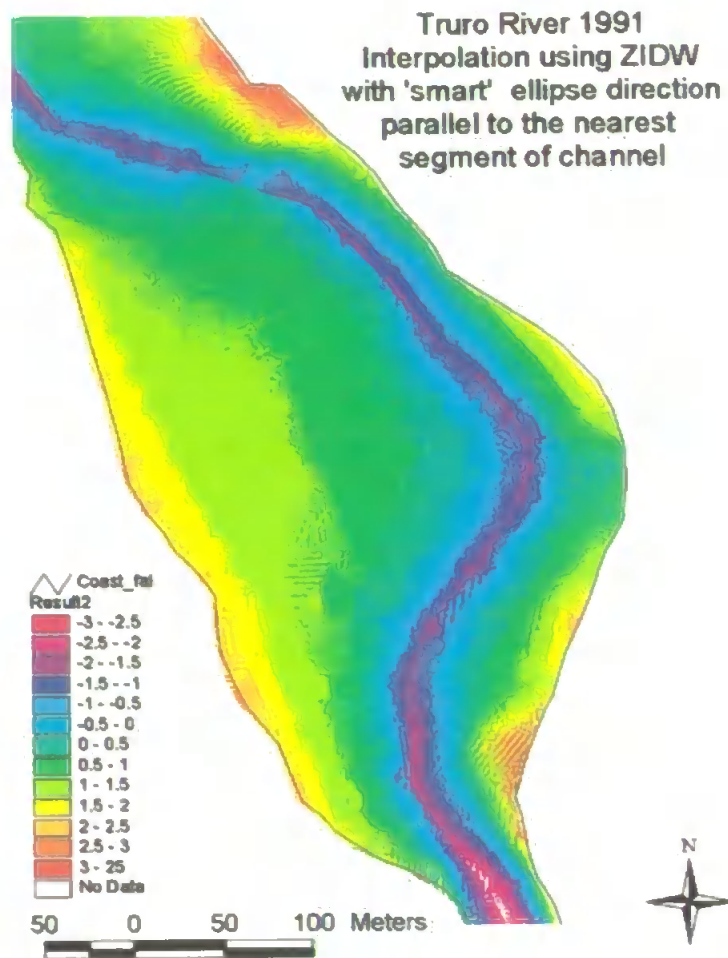 Truro River 1991
Interpolation using ZIDW
with 'smart' ellipse direction
parallel to the nearest
segment of channel
Coast_fal
Result2
-3 - -2.5
-2.5 - -2
-2 - -1.5
-1.5 - -1
-1 - -0.5
-0.5 - 0
0 - 0.5
0.5 - 1
1 - 1.5
1.5 - 2
2 - 2.5
2.5 - 3
3 - 25
No Data
N
50 0 50 100 Meters